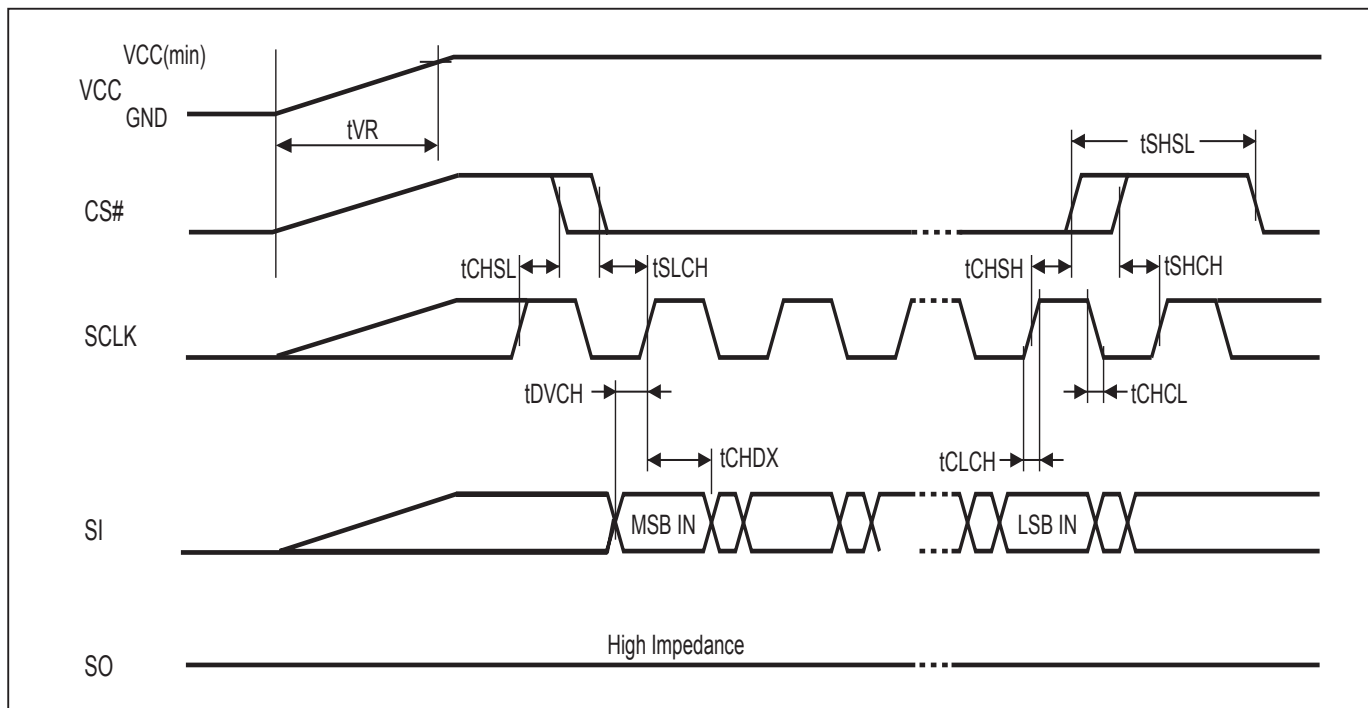 VCC(min)
VCC
GND
tVR
tSHSL
CS#
tCHSL
tSLCH
tCHSH
tSHCH
SCLK
tDVCH
tCHCL
tCHDX
tCLCH
SI
MSB IN
LSB IN
High Impedance
SO